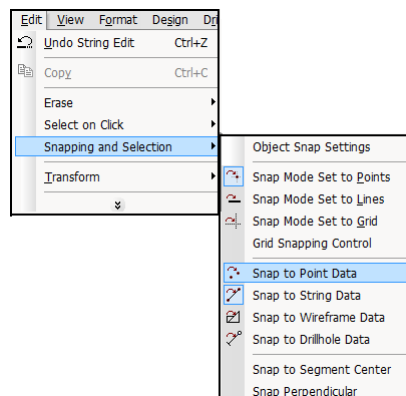 Edit View Format Design Dri
Undo String Edit Ctrl+Z
Copy Ctrl+C
Erase
Select on Click
Snapping and Selection
Transform
Object Snap Settings
Snap Mode Set to Points
Snap Mode Set to Lines
Snap Mode Set to Grid
Grid Snapping Control
Snap to Point Data
Snap to String Data
Snap to Wireframe Data
Snap to Drillhole Data
Snap to Segment Center
Snap Perpendicular